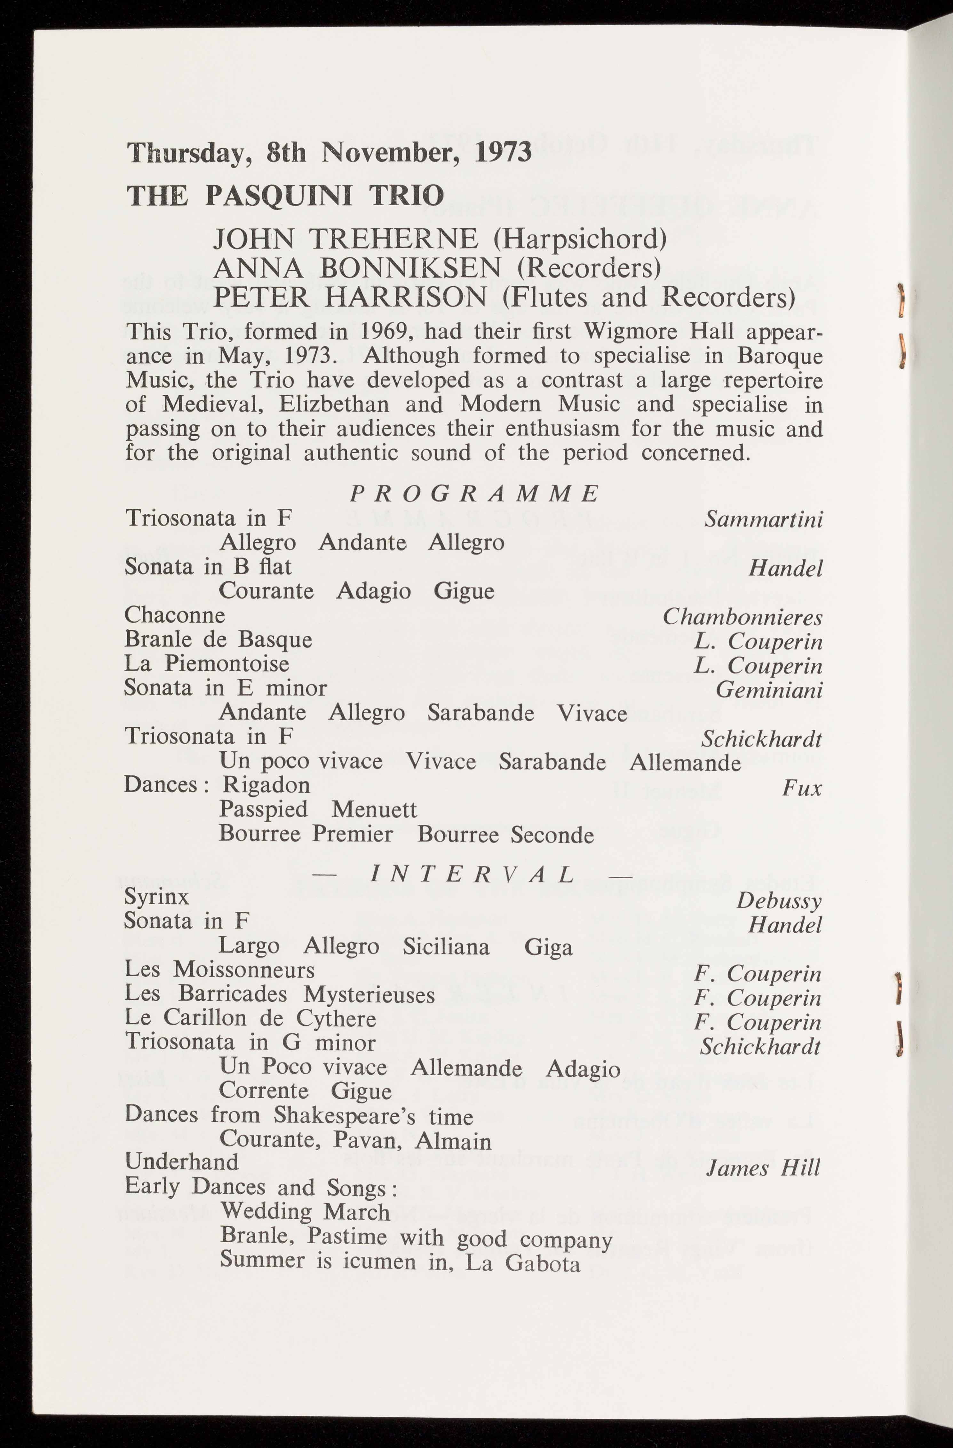 Thursday, 8th November, 1973
THE PASQUINI TRIO
JOHN TREHERNE (Harpsichord)
ANNA BONNIKSEN (Recorders)
PETER HARRISON (Flutes and Recorders)
This Trio, formed in 1969, had their first Wigmore Hall appear-
ance in May, 1973. Although formed to specialise in Baroque
Music, the Trio have developed as a contrast a large repertoire
of Medieval, Elizbethan and Modern Music and specialise in
passing on to their audiences their enthusiasm for the music and
for the original authentic sound of the period concerned.
PROGRAMME
Triosonata in F Sammartini
Allegro Andante Allegro
Sonata in B flat Handel
Courante Adagio Gigue
Chaconne Chambonnieres
Branle de Basque L. Couperin
La Piemontoise L. Couperin
Sonata in E minor Geminiani
Andante Allegro Sarabande Vivace
Triosonata in F Schickhardt
Un poco vivace Vivace Sarabande Allemande
Dances: Rigadon Fux
Passpied Menuett
Bourree Premier Bourree Seconde
— INTERVAL —
Syrinx Debussy
Sonata in F Handel
Largo Allegro Siciliana Giga
Les Moissonneurs F. Couperin
Les Barricades Mysterieuses F. Couperin
Le Carillon de Cythere F. Couperin
Triosonata in G minor Schickhardt
Un Poco vivace Allemande Adagio
Corrente Gigue
Dances from Shakespeare's time
Courante, Pavan, Almain
Underhand James Hill
Early Dances and Songs:
Wedding March
Branle, Pastime with good company
Summer is icumen in, La Gabota